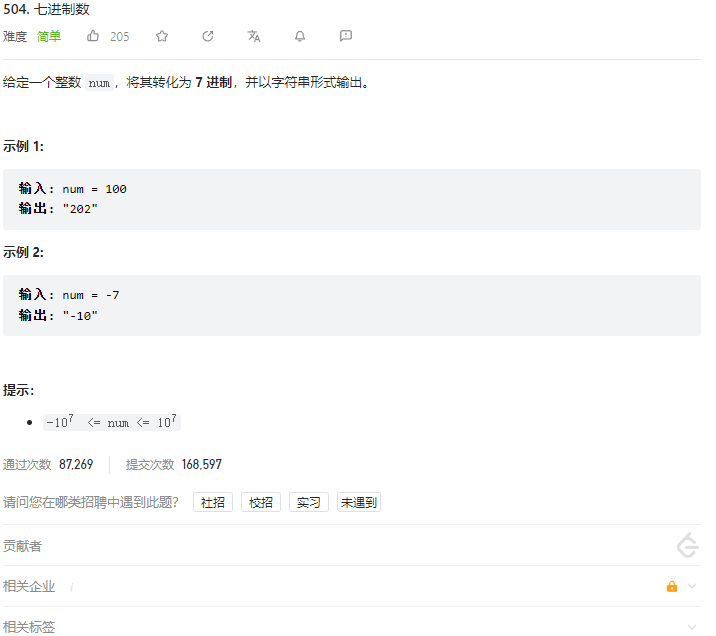 504. 七进制数
难度 简单 205
给定一个整数 num，将其转化为 7 进制，并以字符串形式输出。
示例 1:
输入: num = 100
输出: "202"
示例 2:
输入: num = -7
输出: "-10"
提示：
-10⁷ <= num <= 10⁷
通过次数 87,269 提交次数 168,597
请问您在哪类招聘中遇到此题？ 社招 校招 实习 未遇到
贡献者
相关企业 i
相关标签